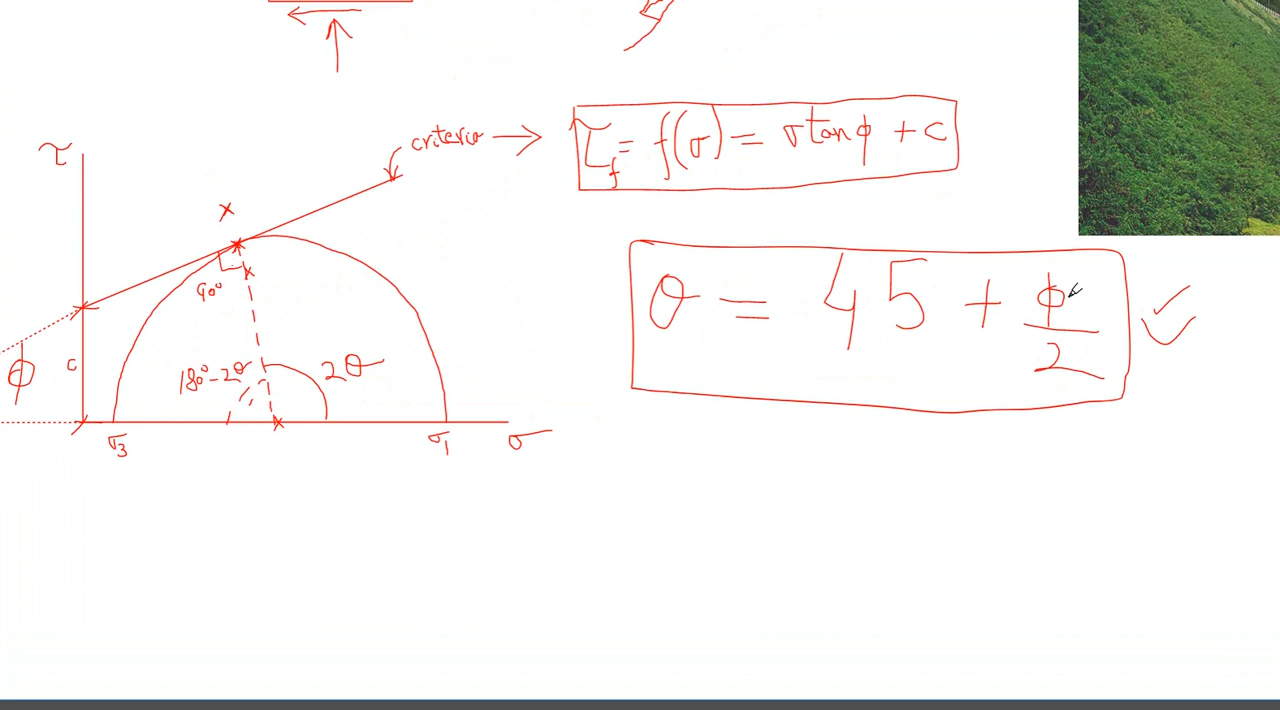 τ
criteria →
τf = f(σ) = σ tan ϕ + c
90°
θ = 45 + ϕ/2 ✓
ϕ
c
180° - 2θ
2θ
σ3
σ1
σ